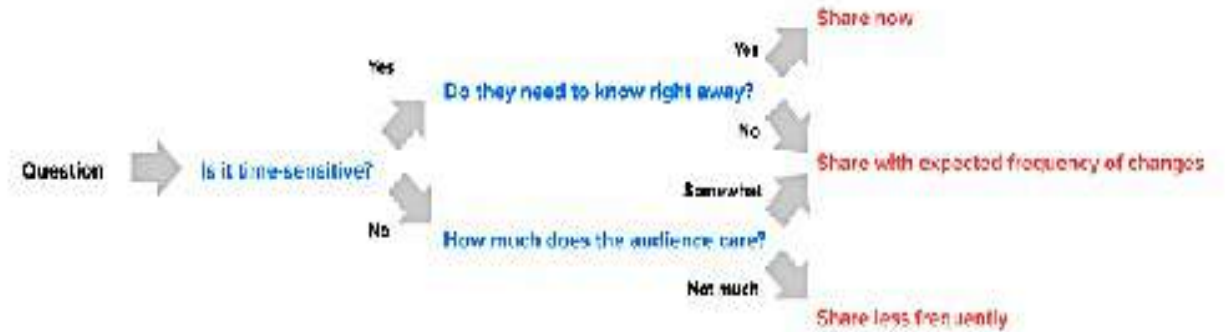 Question
Is it time-sensitive?
Yes
Do they need to know right away?
Yes
Share now
No
Share with expected frequency of changes
No
How much does the audience care?
Somewhat
Not much
Share less frequently